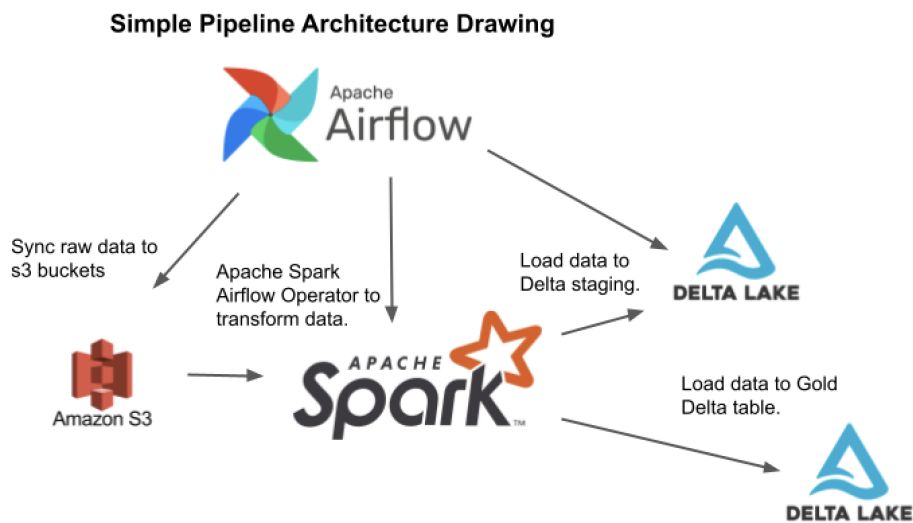 Simple Pipeline Architecture Drawing
Apache
Airflow
Sync raw data to
s3 buckets
Apache Spark
Airflow Operator to
transform data.
Load data to
Delta staging.
DELTA LAKE
Amazon S3
APACHE
Spark™
Load data to Gold
Delta table.
DELTA LAKE